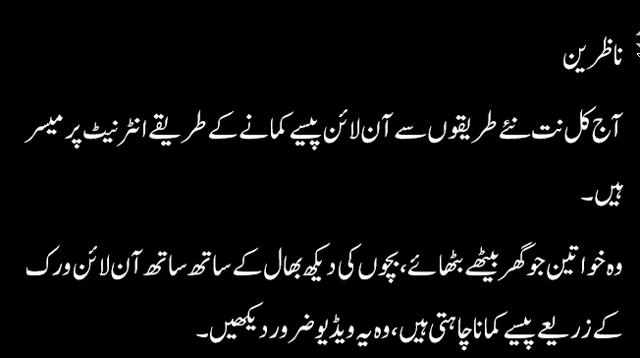 ناظرین
آج کل نت نئے طریقوں سے آن لائن پیسے کمانے کے طریقے انٹرنیٹ پر میسر
ہیں۔
وہ خواتین جو گھر بیٹھے بٹھائے، بچوں کی دیکھ بھال کے ساتھ ساتھ آن لائن ورک
کے زریعے پیسے کمانا چاہتی ہیں، وہ یہ ویڈیو ضرور دیکھیں۔